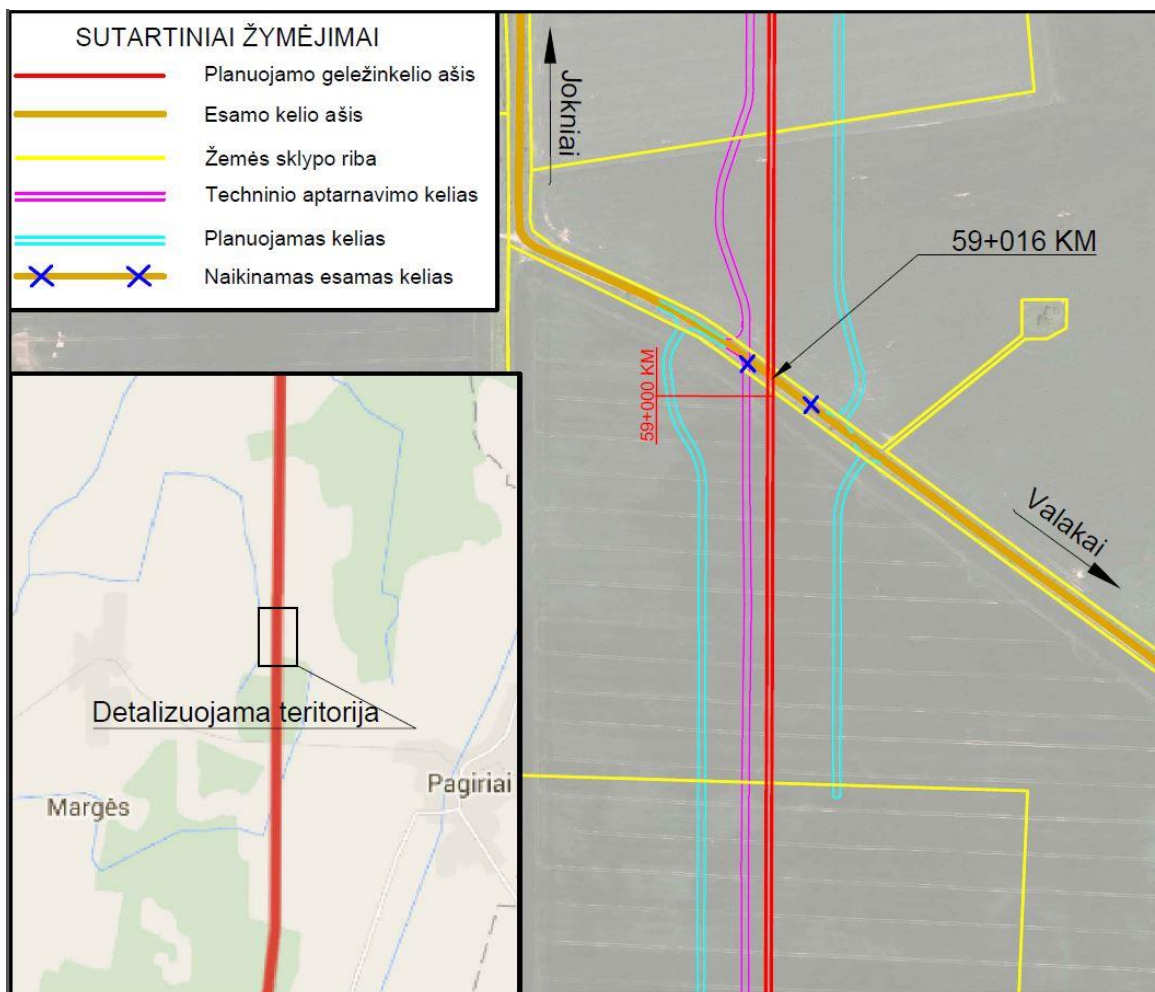 SUTARTINIAI ŽYMĖJIMAI
Planuojamo geležinkelio ašis
Esamo kelio ašis
Žemės sklypo riba
Techninio aptarnavimo kelias
Planuojamas kelias
Naikinamas esamas kelias
Jokniai
59+016 KM
59+000 KM
Valakai
Detalizuojama teritorija
Margės
Pagiriai